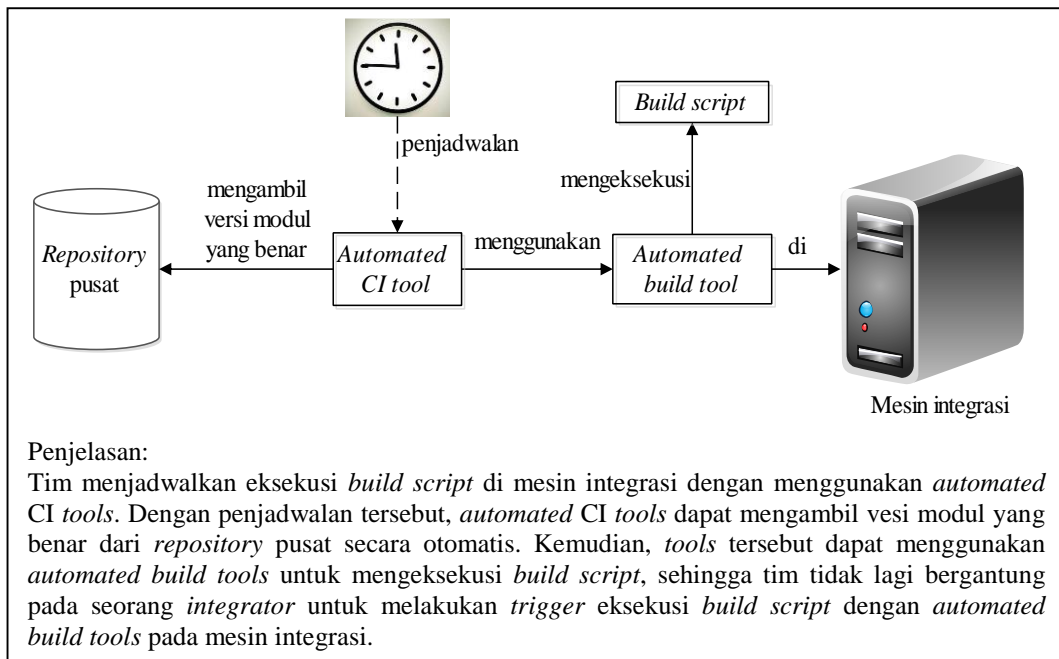 Build script
penjadwalan
mengeksekusi
mengambil
versi modul
yang benar
Repository
pusat
Automated
CI tool
menggunakan
Automated
build tool
di
Mesin integrasi
Penjelasan:
Tim menjadwalkan eksekusi build script di mesin integrasi dengan menggunakan automated
CI tools. Dengan penjadwalan tersebut, automated CI tools dapat mengambil vesi modul yang
benar dari repository pusat secara otomatis. Kemudian, tools tersebut dapat menggunakan
automated build tools untuk mengeksekusi build script, sehingga tim tidak lagi bergantung
pada seorang integrator untuk melakukan trigger eksekusi build script dengan automated
build tools pada mesin integrasi.